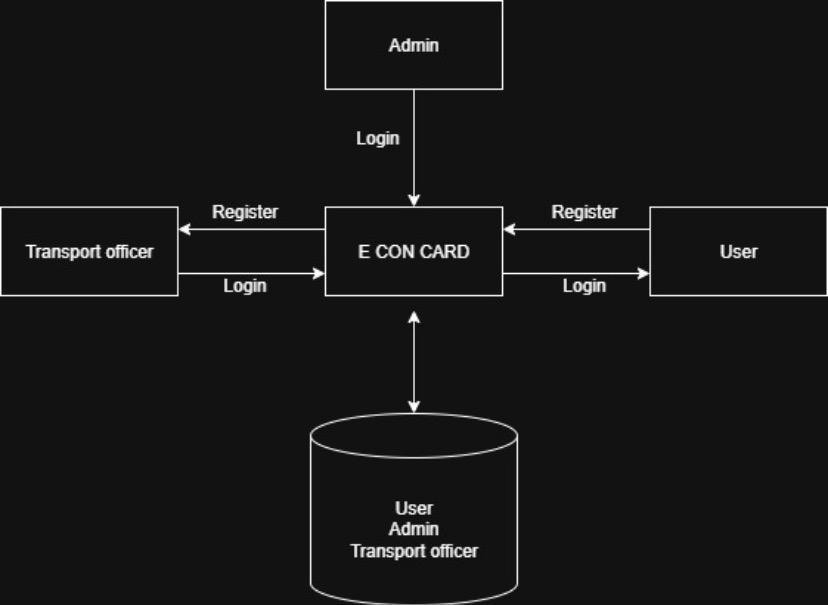 Admin
Login
Register
Register
Transport officer
E CON CARD
User
Login
Login
User
Admin
Transport officer